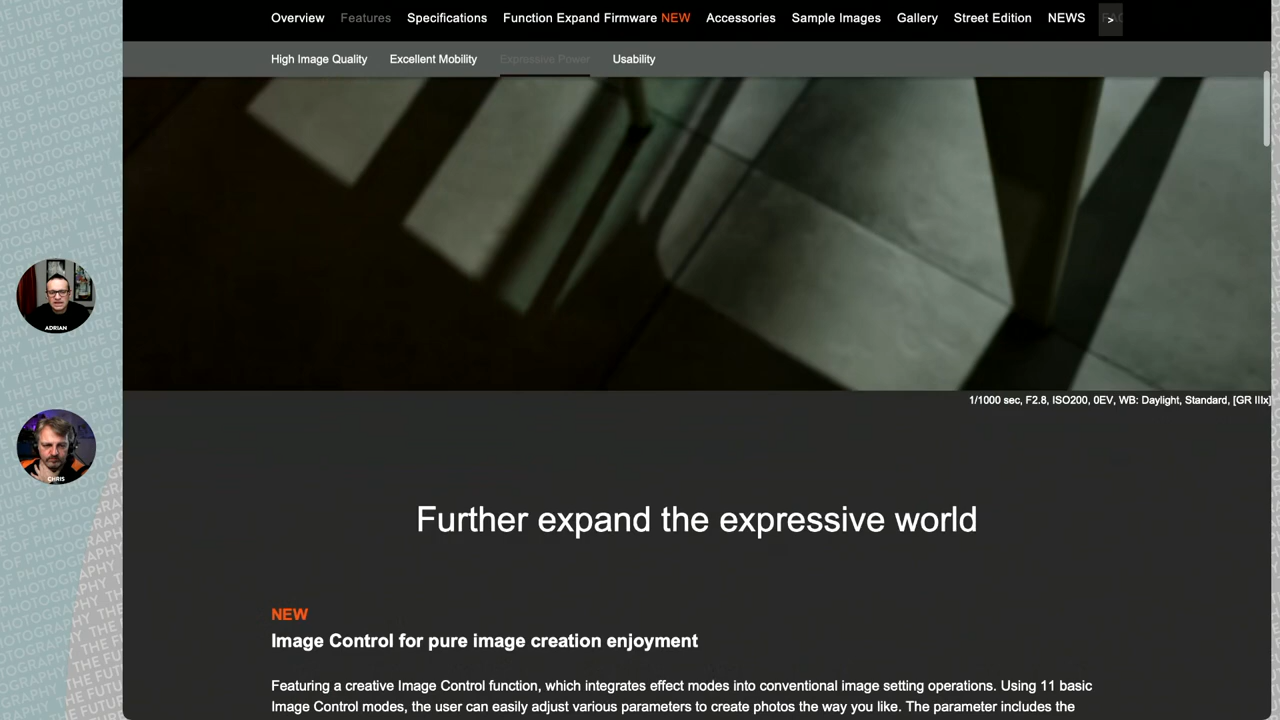 Overview Features Specifications Function Expand Firmware NEW Accessories Sample Images Gallery Street Edition NEWS >
High Image Quality Excellent Mobility Expressive Power Usability
1/1000 sec, F2.8, ISO200, 0EV, WB: Daylight, Standard, [GR IIIx]
ADRIAN
CHRIS
Further expand the expressive world
NEW
Image Control for pure image creation enjoyment
Featuring a creative Image Control function, which integrates effect modes into conventional image setting operations. Using 11 basic
Image Control modes, the user can easily adjust various parameters to create photos the way you like. The parameter includes the